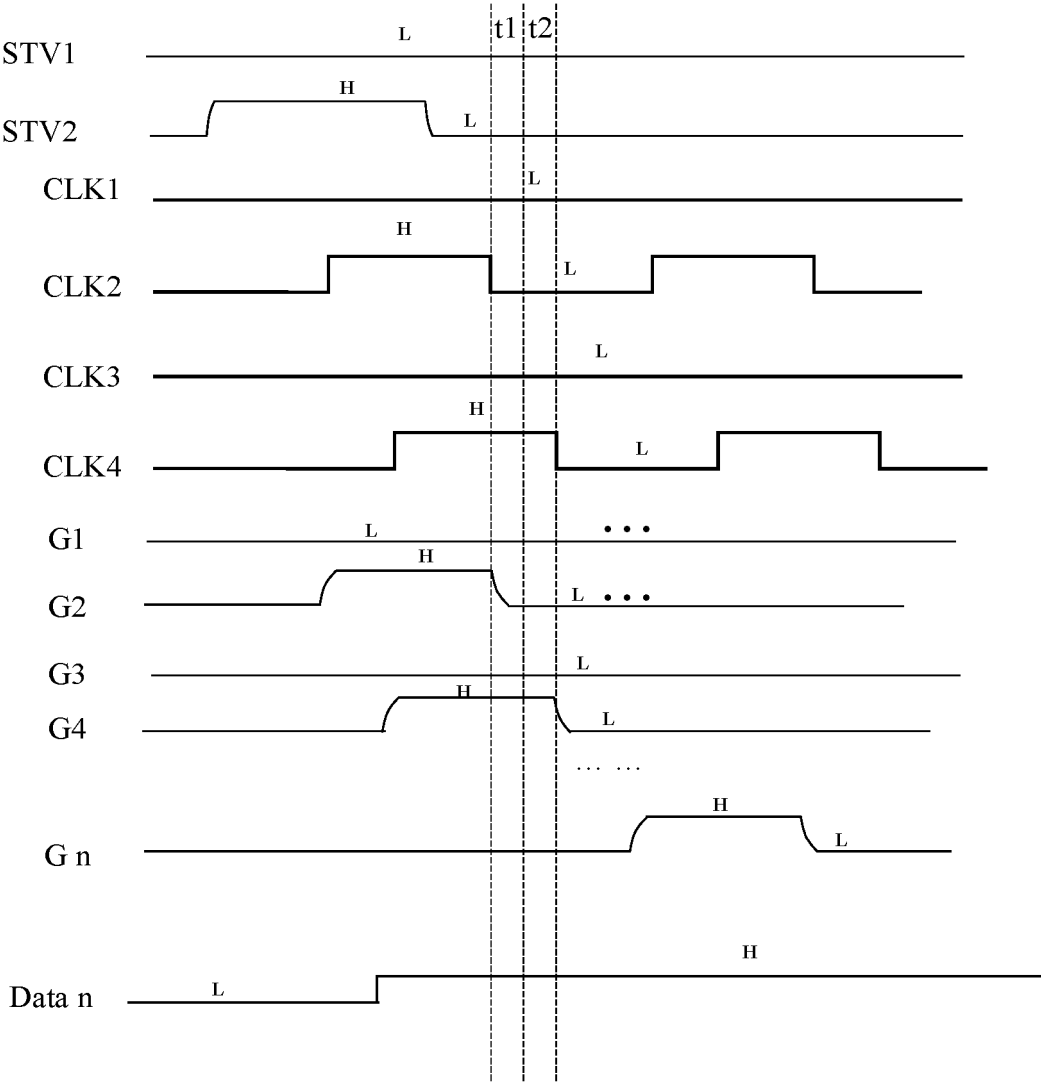 t1 t2
L
STV1
H
STV2 L
CLK1 L
H
CLK2 L
CLK3 L
H
CLK4 L
G1 L •••
H
G2 L •••
G3 L
H
G4 L
... ...
H
G n L
H
Data n L